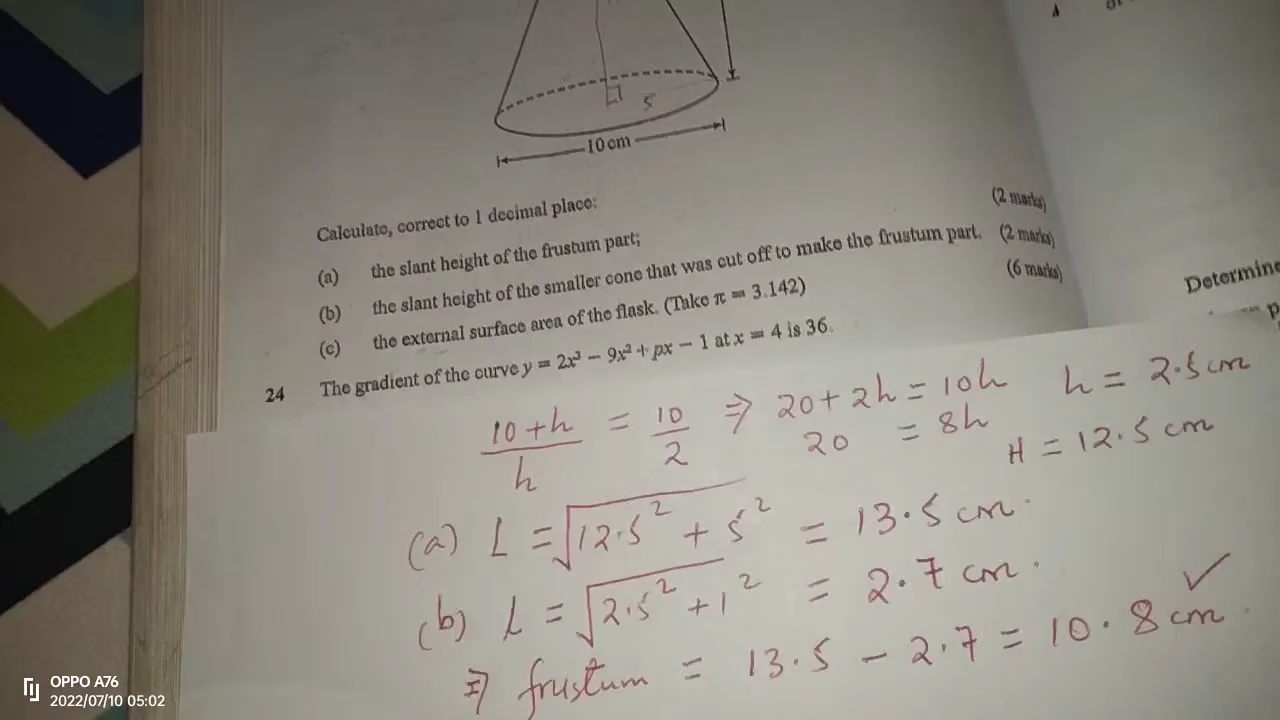 5
10 cm
Calculate, correct to 1 decimal place:
(a) the slant height of the frustum part; (2 marks)
(b) the slant height of the smaller cone that was cut off to make the frustum part. (2 marks)
(c) the external surface area of the flask. (Take π = 3.142) (6 marks)
24 The gradient of the curve y = 2x³ − 9x² + px − 1 at x = 4 is 36.
Determine
10 + h / h = 10 / 2 ⇒ 20 + 2h = 10h h = 2.5 cm
20 = 8h H = 12.5 cm
(a) L = √12.5² + 5² = 13.5 cm.
(b) L = √2.5² + 1² = 2.7 cm.
⇒ frustum = 13.5 − 2.7 = 10.8 cm. ✓
OPPO A76
2022/07/10 05:02